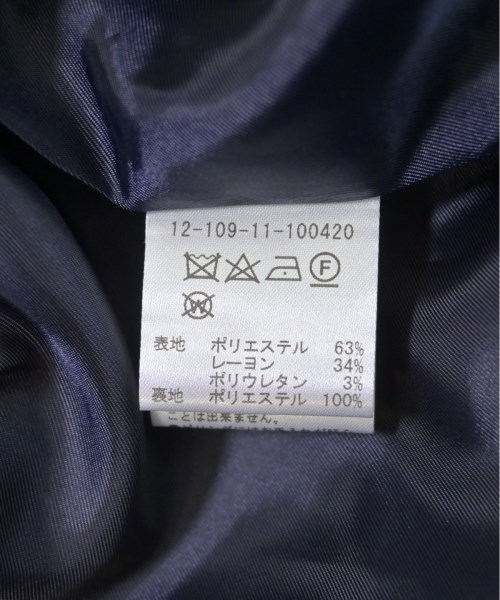 12-109-11-100420
F
W
表地 ポリエステル 63%
レーヨン 34%
ポリウレタン 3%
裏地 ポリエステル 100%
ことは出来ません。